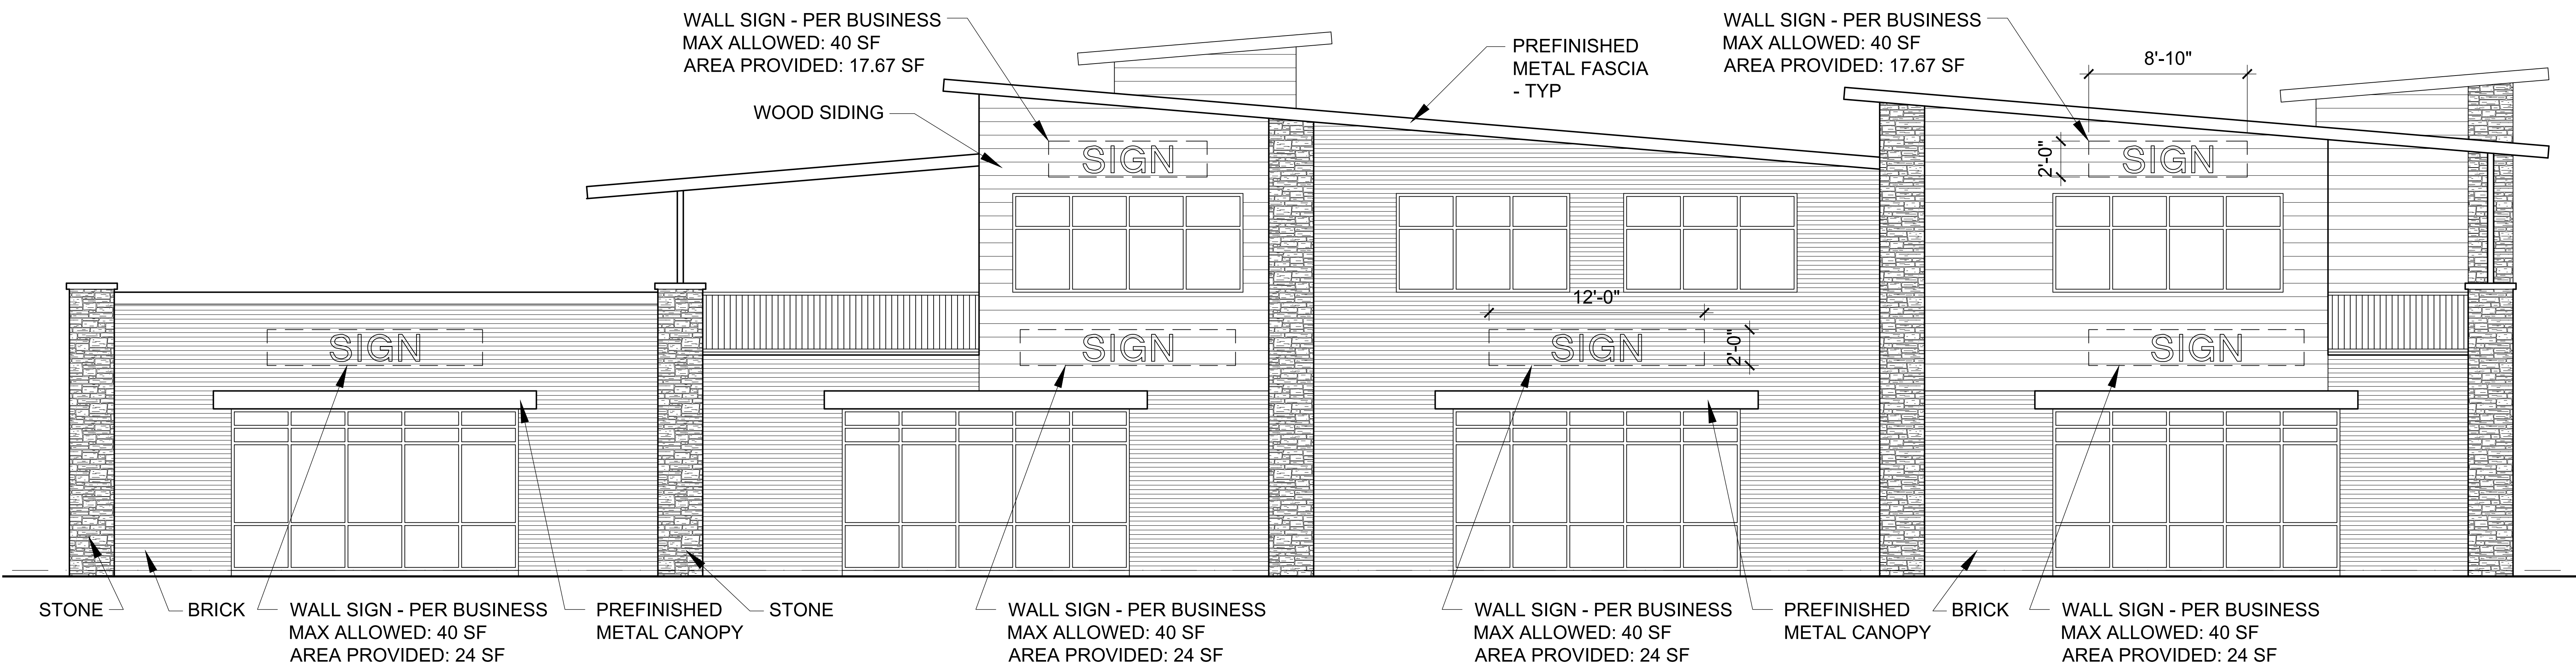 WALL SIGN - PER BUSINESS
MAX ALLOWED: 40 SF
AREA PROVIDED: 17.67 SF
WOOD SIDING
PREFINISHED
METAL FASCIA
- TYP
WALL SIGN - PER BUSINESS
MAX ALLOWED: 40 SF
AREA PROVIDED: 17.67 SF
8'-10"
2'-0"
SIGN
SIGN
12'-0"
2'-0"
SIGN
SIGN
SIGN
SIGN
STONE
BRICK
WALL SIGN - PER BUSINESS
MAX ALLOWED: 40 SF
AREA PROVIDED: 24 SF
PREFINISHED
METAL CANOPY
STONE
WALL SIGN - PER BUSINESS
MAX ALLOWED: 40 SF
AREA PROVIDED: 24 SF
WALL SIGN - PER BUSINESS
MAX ALLOWED: 40 SF
AREA PROVIDED: 24 SF
PREFINISHED
METAL CANOPY
BRICK
WALL SIGN - PER BUSINESS
MAX ALLOWED: 40 SF
AREA PROVIDED: 24 SF